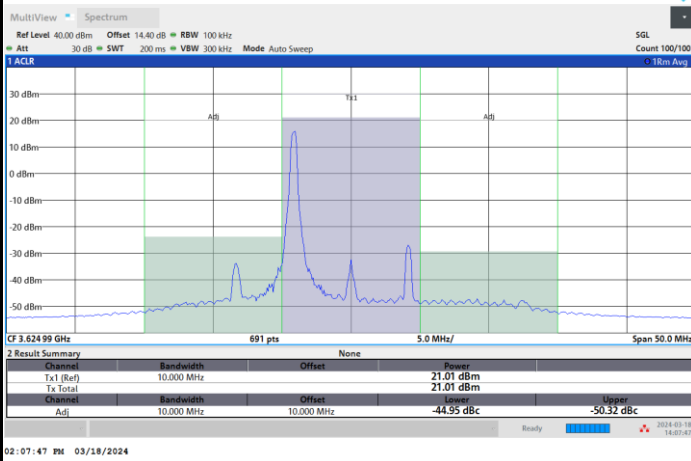 MultiView Spectrum
Ref Level 40.00 dBm Offset 14.40 dB RBW 100 kHz SGL
Att 30 dB SWT 200 ms VBW 300 kHz Mode Auto Sweep Count 100/100
1 ACLR 1Rm Avg
30 dBm
Tx1
20 dBm Adj Adj
10 dBm
0 dBm
-10 dBm
-20 dBm
-30 dBm
-40 dBm
-50 dBm
CF 3.624 99 GHz 691 pts 5.0 MHz/ Span 50.0 MHz
2 Result Summary None
Channel Bandwidth Offset Power
Tx1 (Ref) 10.000 MHz 21.01 dBm
Tx Total 21.01 dBm
Channel Bandwidth Offset Lower Upper
Adj 10.000 MHz 10.000 MHz -44.95 dBc -50.32 dBc
Ready 2024-03-18
14:07:47
02:07:47 PM 03/18/2024